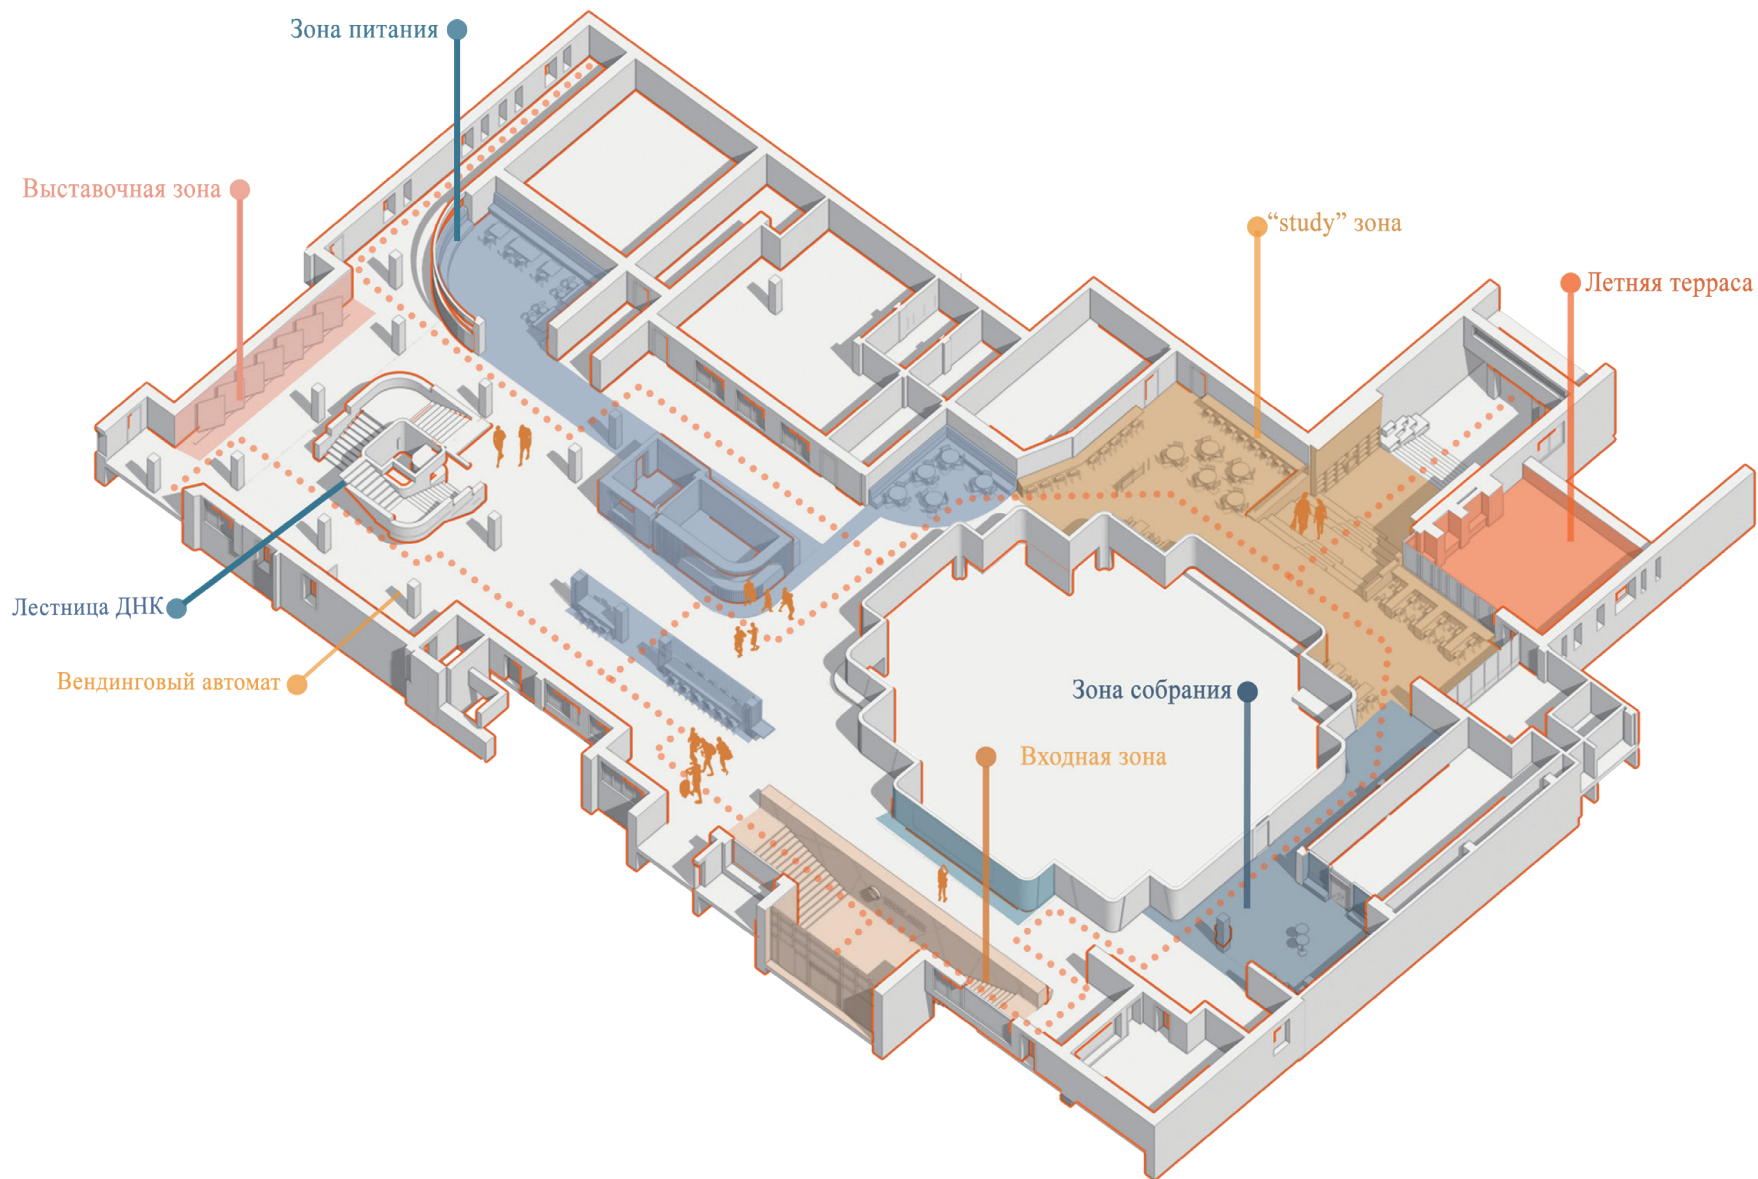 Зона питания
Выставочная зона
“study” зона
Летняя терраса
Лестница ДНК
Вендинговый автомат
Зона собрания
Входная зона